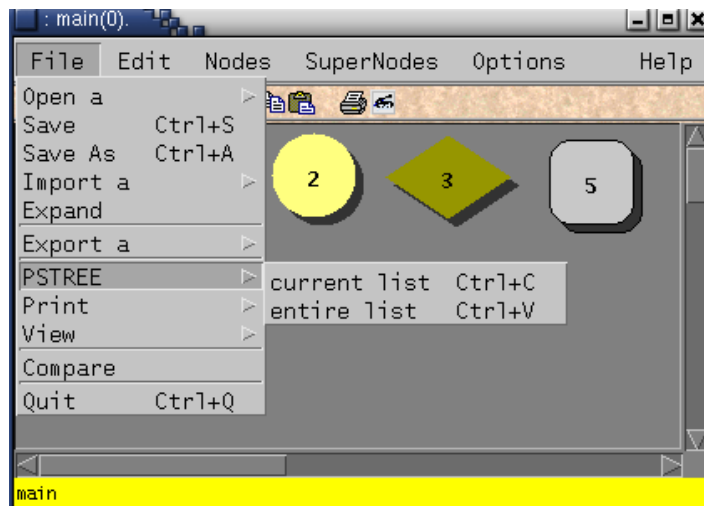 : main(0).
File Edit Nodes SuperNodes Options Help
Open a
Save Ctrl+S
Save As Ctrl+A
Import a
Expand
Export a
PSTREE
Print
View
Compare
Quit Ctrl+Q
current list Ctrl+C
entire list Ctrl+V
2 3 5
main